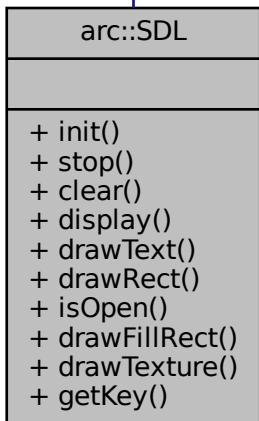 arc::SDL
+ init()
+ stop()
+ clear()
+ display()
+ drawText()
+ drawRect()
+ isOpen()
+ drawFillRect()
+ drawTexture()
+ getKey()